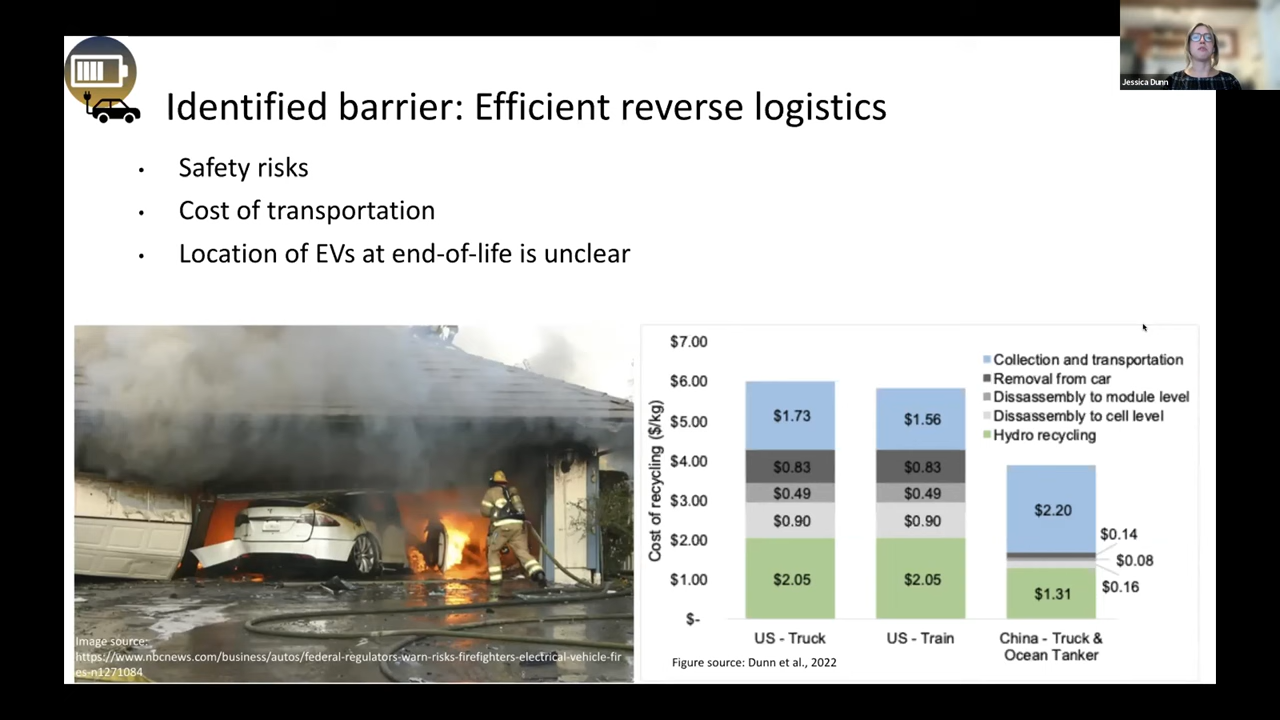 Jessica Dunn
Identified barrier: Efficient reverse logistics
• Safety risks
• Cost of transportation
• Location of EVs at end-of-life is unclear
Image source:
https://www.nbcnews.com/business/autos/federal-regulators-warn-risks-firefighters-electrical-vehicle-fir
es-n1271084
Cost of recycling ($/kg)
$7.00
$6.00
$5.00
$4.00
$3.00
$2.00
$1.00
$-
$1.73
$0.83
$0.49
$0.90
$2.05
US - Truck
$1.56
$0.83
$0.49
$0.90
$2.05
US - Train
$2.20
$0.14
$0.08
$0.16
$1.31
China - Truck &
Ocean Tanker
Collection and transportation
Removal from car
Dissassembly to module level
Dissassembly to cell level
Hydro recycling
Figure source: Dunn et al., 2022